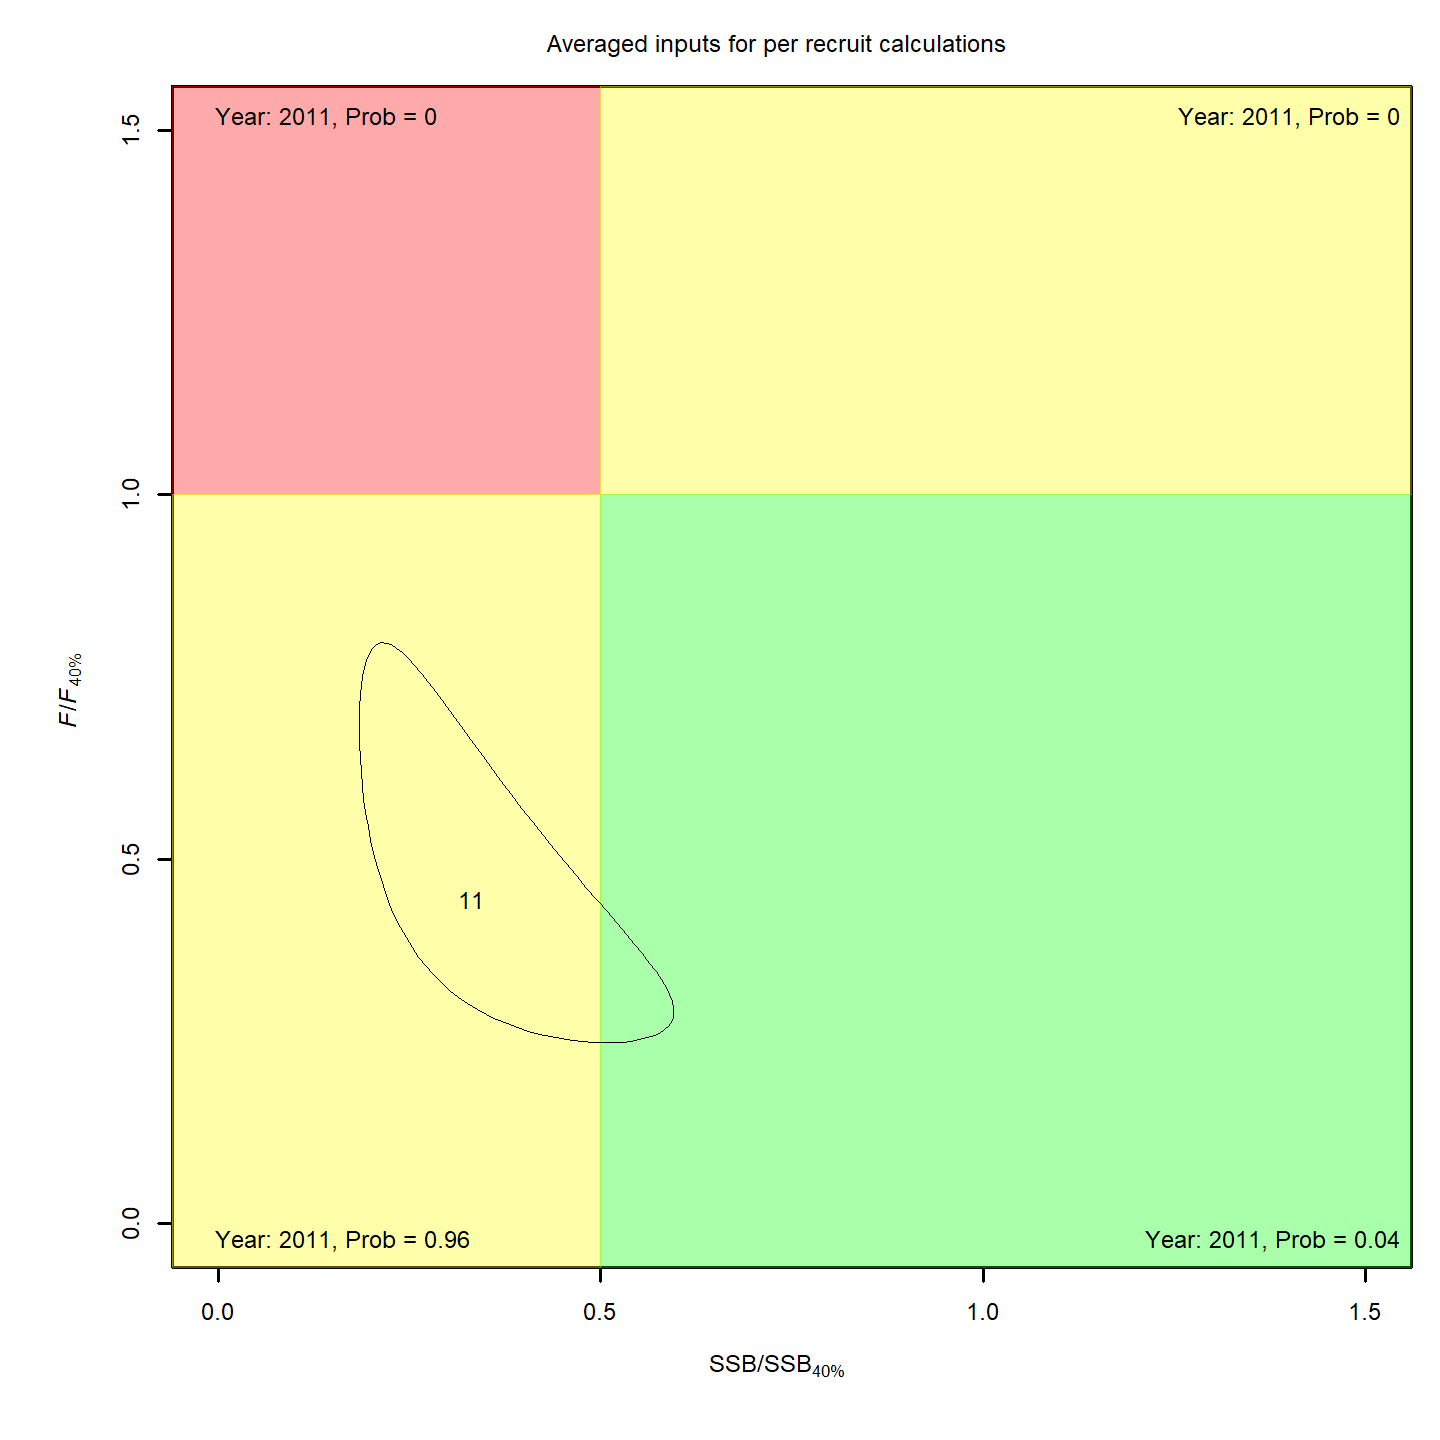 Averaged inputs for per recruit calculations
Year: 2011, Prob = 0
Year: 2011, Prob = 0
1.5
1.0
0.5
0.0
F/F40%
11
Year: 2011, Prob = 0.96
Year: 2011, Prob = 0.04
0.0
0.5
1.0
1.5
SSB/SSB40%